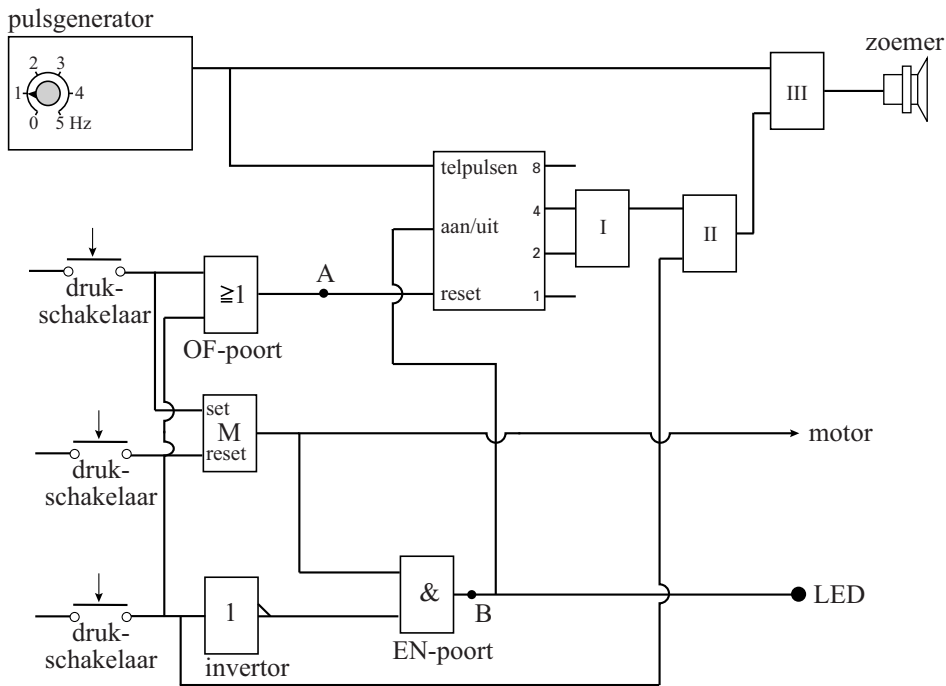 pulsgenerator
zoemer
2 3
1 4
0 5 Hz
III
telpulsen 8
4
aan/uit
I
II
2
A
reset 1
druk-
schakelaar
≧1
OF-poort
set
M
reset
motor
druk-
schakelaar
&
B
LED
1
EN-poort
druk-
schakelaar
invertor